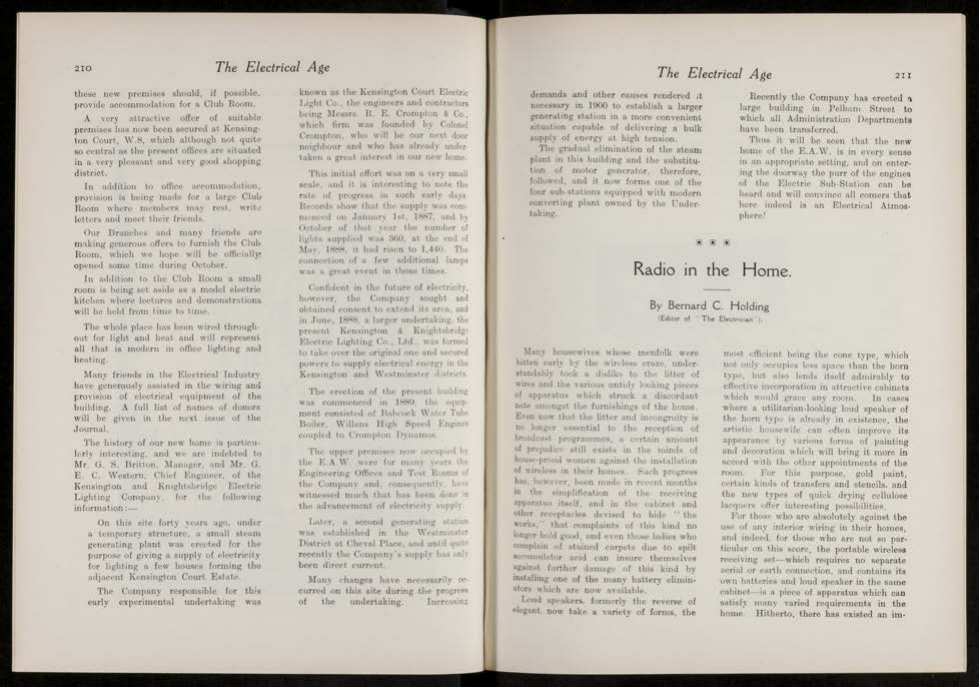 210
The Electrical Age
these new premises should, if possible,
provide accommodation for a Club Room.
A very attractive offer of suitable
premises has now been secured at Kensing-
ton Court, W.8, which although not quite
so central as the present offices are situated
in a very pleasant and very good shopping
district.
In addition to office accommodation,
provision is being made for a large Club
Room where members may rest, write
letters and meet their friends.
Our Branches and many friends are
making generous offers to furnish the Club
Room, which we hope will be officially
opened some time during October.
In addition to the Club Room a small
room is being set aside as a model electric
kitchen where lectures and demonstrations
will be held from time to time.
The whole place has been wired through-
out for light and heat and will represent
all that is modern in office lighting and
heating.
Many friends in the Electrical Industry
have generously assisted in the wiring and
provision of electrical equipment of the
building. A full list of names of donors
will be given in the next issue of the
Journal.
The history of our new home is particu-
larly interesting, and we are indebted to
Mr. G. S. Britton, Manager, and Mr. G.
E. C. Western, Chief Engineer, of the
Kensington and Knightsbridge Electric
Lighting Company, for the following
information:—
On this site forty years ago, under
a temporary structure, a small steam
generating plant was erected for the
purpose of giving a supply of electricity
for lighting a few houses forming the
adjacent Kensington Court Estate.
The Company responsible for this
early experimental undertaking was
known as the Kensington Court Electric
Light Co., the engineers and contractors
being Messrs. R. E. Crompton & Co.,
which firm was founded by Colonel
Crompton, who will be our next door
neighbour and who has already under-
taken a great interest in our new home.
This initial effort was on a very small
scale, and it is interesting to note the
rate of progress in such early days
Records show that the supply was com-
menced on January 1st, 1887, and by
October of that year the number of
lights supplied was 360, at the end of
May, 1888, it had risen to 1,440. The
connection of a few additional lamps
was a great event in those times.
Confident in the future of electricity,
however, the Company sought and
obtained consent to extend its area, and
in June, 1888, a larger undertaking, the
present Kensington & Knightsbridge
Electric Lighting Co., Ltd., was formed
to take over the original one and secured
powers to supply electrical energy in the
Kensington and Westminster districts.
The erection of the present building
was commenced in 1889, the equip-
ment consisted of Babcock Water Tube
Boiler, Willans High Speed Engines
coupled to Crompton Dynamos.
The upper premises now occupied by
the E.A.W. were for many years the
Engineering Offices and Test Rooms of
the Company and, consequently, have
witnessed much that has been done in
the advancement of electricity supply.
Later, a second generating station
was established in the Westminster
District at Cheval Place, and until quite
recently the Company's supply has only
been direct current.
Many changes have necessarily oc-
curred on this site during the progress
of the undertaking. Increasing
The Electrical Age
211
demands and other causes rendered it
necessary in 1900 to establish a larger
generating station in a more convenient
situation capable of delivering a bulk
supply of energy at high tension.
The gradual elimination of the steam
plant in this building and the substitu-
tion of motor generator, therefore,
followed, and it now forms one of the
four sub-stations equipped with modern
converting plant owned by the Under-
taking.
Recently the Company has erected a
large building in Pelham Street to
which all Administration Departments
have been transferred.
Thus it will be seen that the new
home of the E.A.W. is in every sense
in an appropriate setting, and on enter-
ing the doorway the purr of the engines
of the Electric Sub-Station can be
heard and will convince all comers that
here indeed is an Electrical Atmos-
phere!
* * *
Radio in the Home.
By Bernard C. Holding
(Editor of "The Electrician").
Many housewives whose menfolk were
bitten early by the wireless craze, under-
standably took a dislike to the litter of
wires and the various untidy looking pieces
of apparatus which struck a discordant
note amongst the furnishings of the home.
Even now that the litter and incongruity is
no longer essential to the reception of
broadcast programmes, a certain amount
of prejudice still exists in the minds of
house-proud women against the installation
of wireless in their homes. Such progress
has, however, been made in recent months
in the simplification of the receiving
apparatus itself, and in the cabinet and
other receptacles devised to hide "the
works," that complaints of this kind no
longer hold good, and even those ladies who
complain of stained carpets due to spilt
accumulator acid can insure themselves
against further damage of this kind by
installing one of the many battery elimin-
ators which are now available.
Loud speakers, formerly the reverse of
elegant, now take a variety of forms, the
most efficient being the cone type, which
not only occupies less space than the horn
type, but also lends itself admirably to
effective incorporation in attractive cabinets
which would grace any room. In cases
where a utilitarian-looking loud speaker of
the horn type is already in existence, the
artistic housewife can often improve its
appearance by various forms of painting
and decoration which will bring it more in
accord with the other appointments of the
room. For this purpose, gold paint,
certain kinds of transfers and stencils, and
the new types of quick drying cellulose
lacquers offer interesting possibilities.
For those who are absolutely against the
use of any interior wiring in their homes,
and indeed, for those who are not so par-
ticular on this score, the portable wireless
receiving set—which requires no separate
aerial or earth connection, and contains its
own batteries and loud speaker in the same
cabinet—is a piece of apparatus which can
satisfy many varied requirements in the
home. Hitherto, there has existed an im-